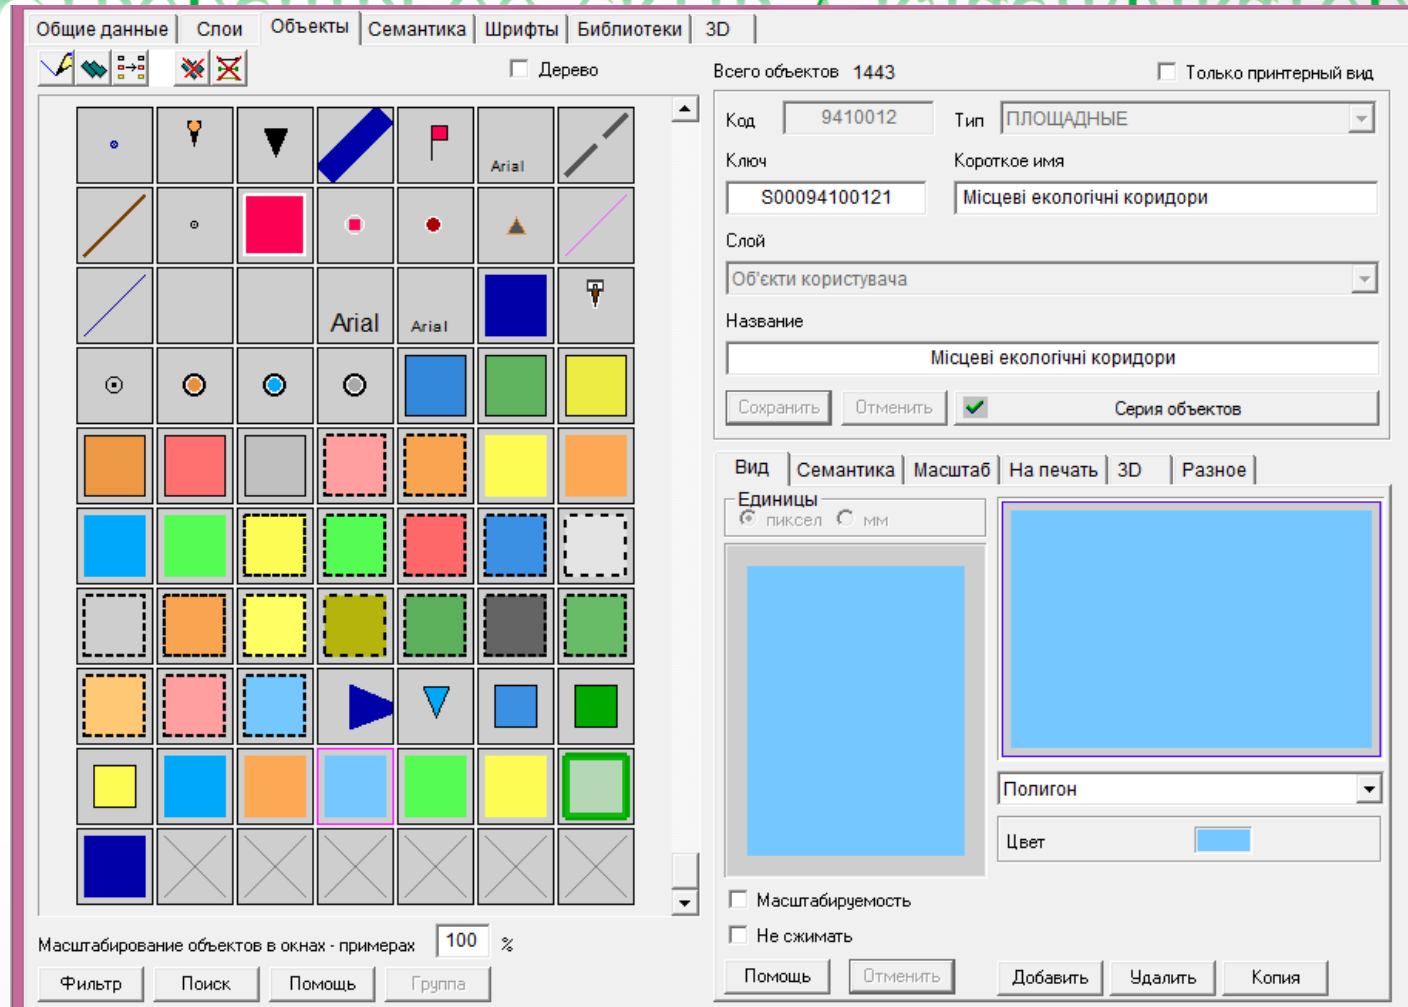 Общие данные Слои Объекты Семантика Шрифты Библиотеки 3D
Дерево
Всего объектов 1443 Только принтерный вид
Код 9410012 Тип ПЛОЩАДНЫЕ
Ключ Короткое имя
S00094100121 Місцеві екологічні коридори
Слой
Об'єкти користувача
Название
Місцеві екологічні коридори
Сохранить Отменить Серия объектов
Arial
Arial Arial
Вид Семантика Масштаб На печать 3D Разное
Единицы
пиксел мм
Полигон
Цвет
Масштабируемость
Не сжимать
Помощь Отменить Добавить Удалить Копия
Масштабирование объектов в окнах - примерах 100 %
Фильтр Поиск Помощь Группа